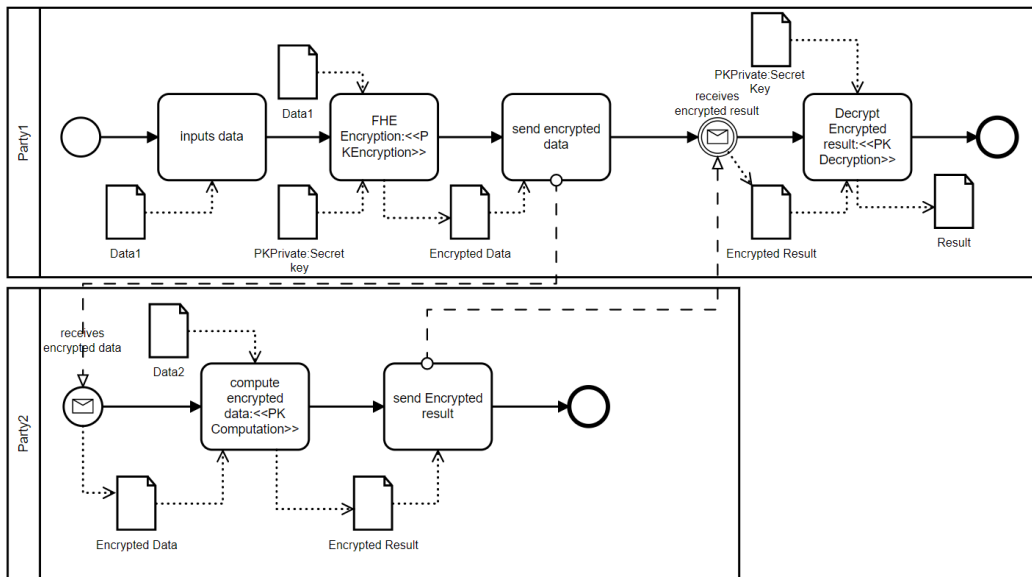 Party1
inputs data
Data1
Data1
FHE
Encryption:<<P
KEncryption>>
PKPrivate:Secret
key
Encrypted Data
send encrypted
data
receives
encrypted result
PKPrivate:Secret
Key
Decrypt
Encrypted
result:<<PK
Decryption>>
Encrypted Result
Result
Party2
receives
encrypted data
Data2
compute
encrypted
data:<<PK
Computation>>
send Encrypted
result
Encrypted Data
Encrypted Result